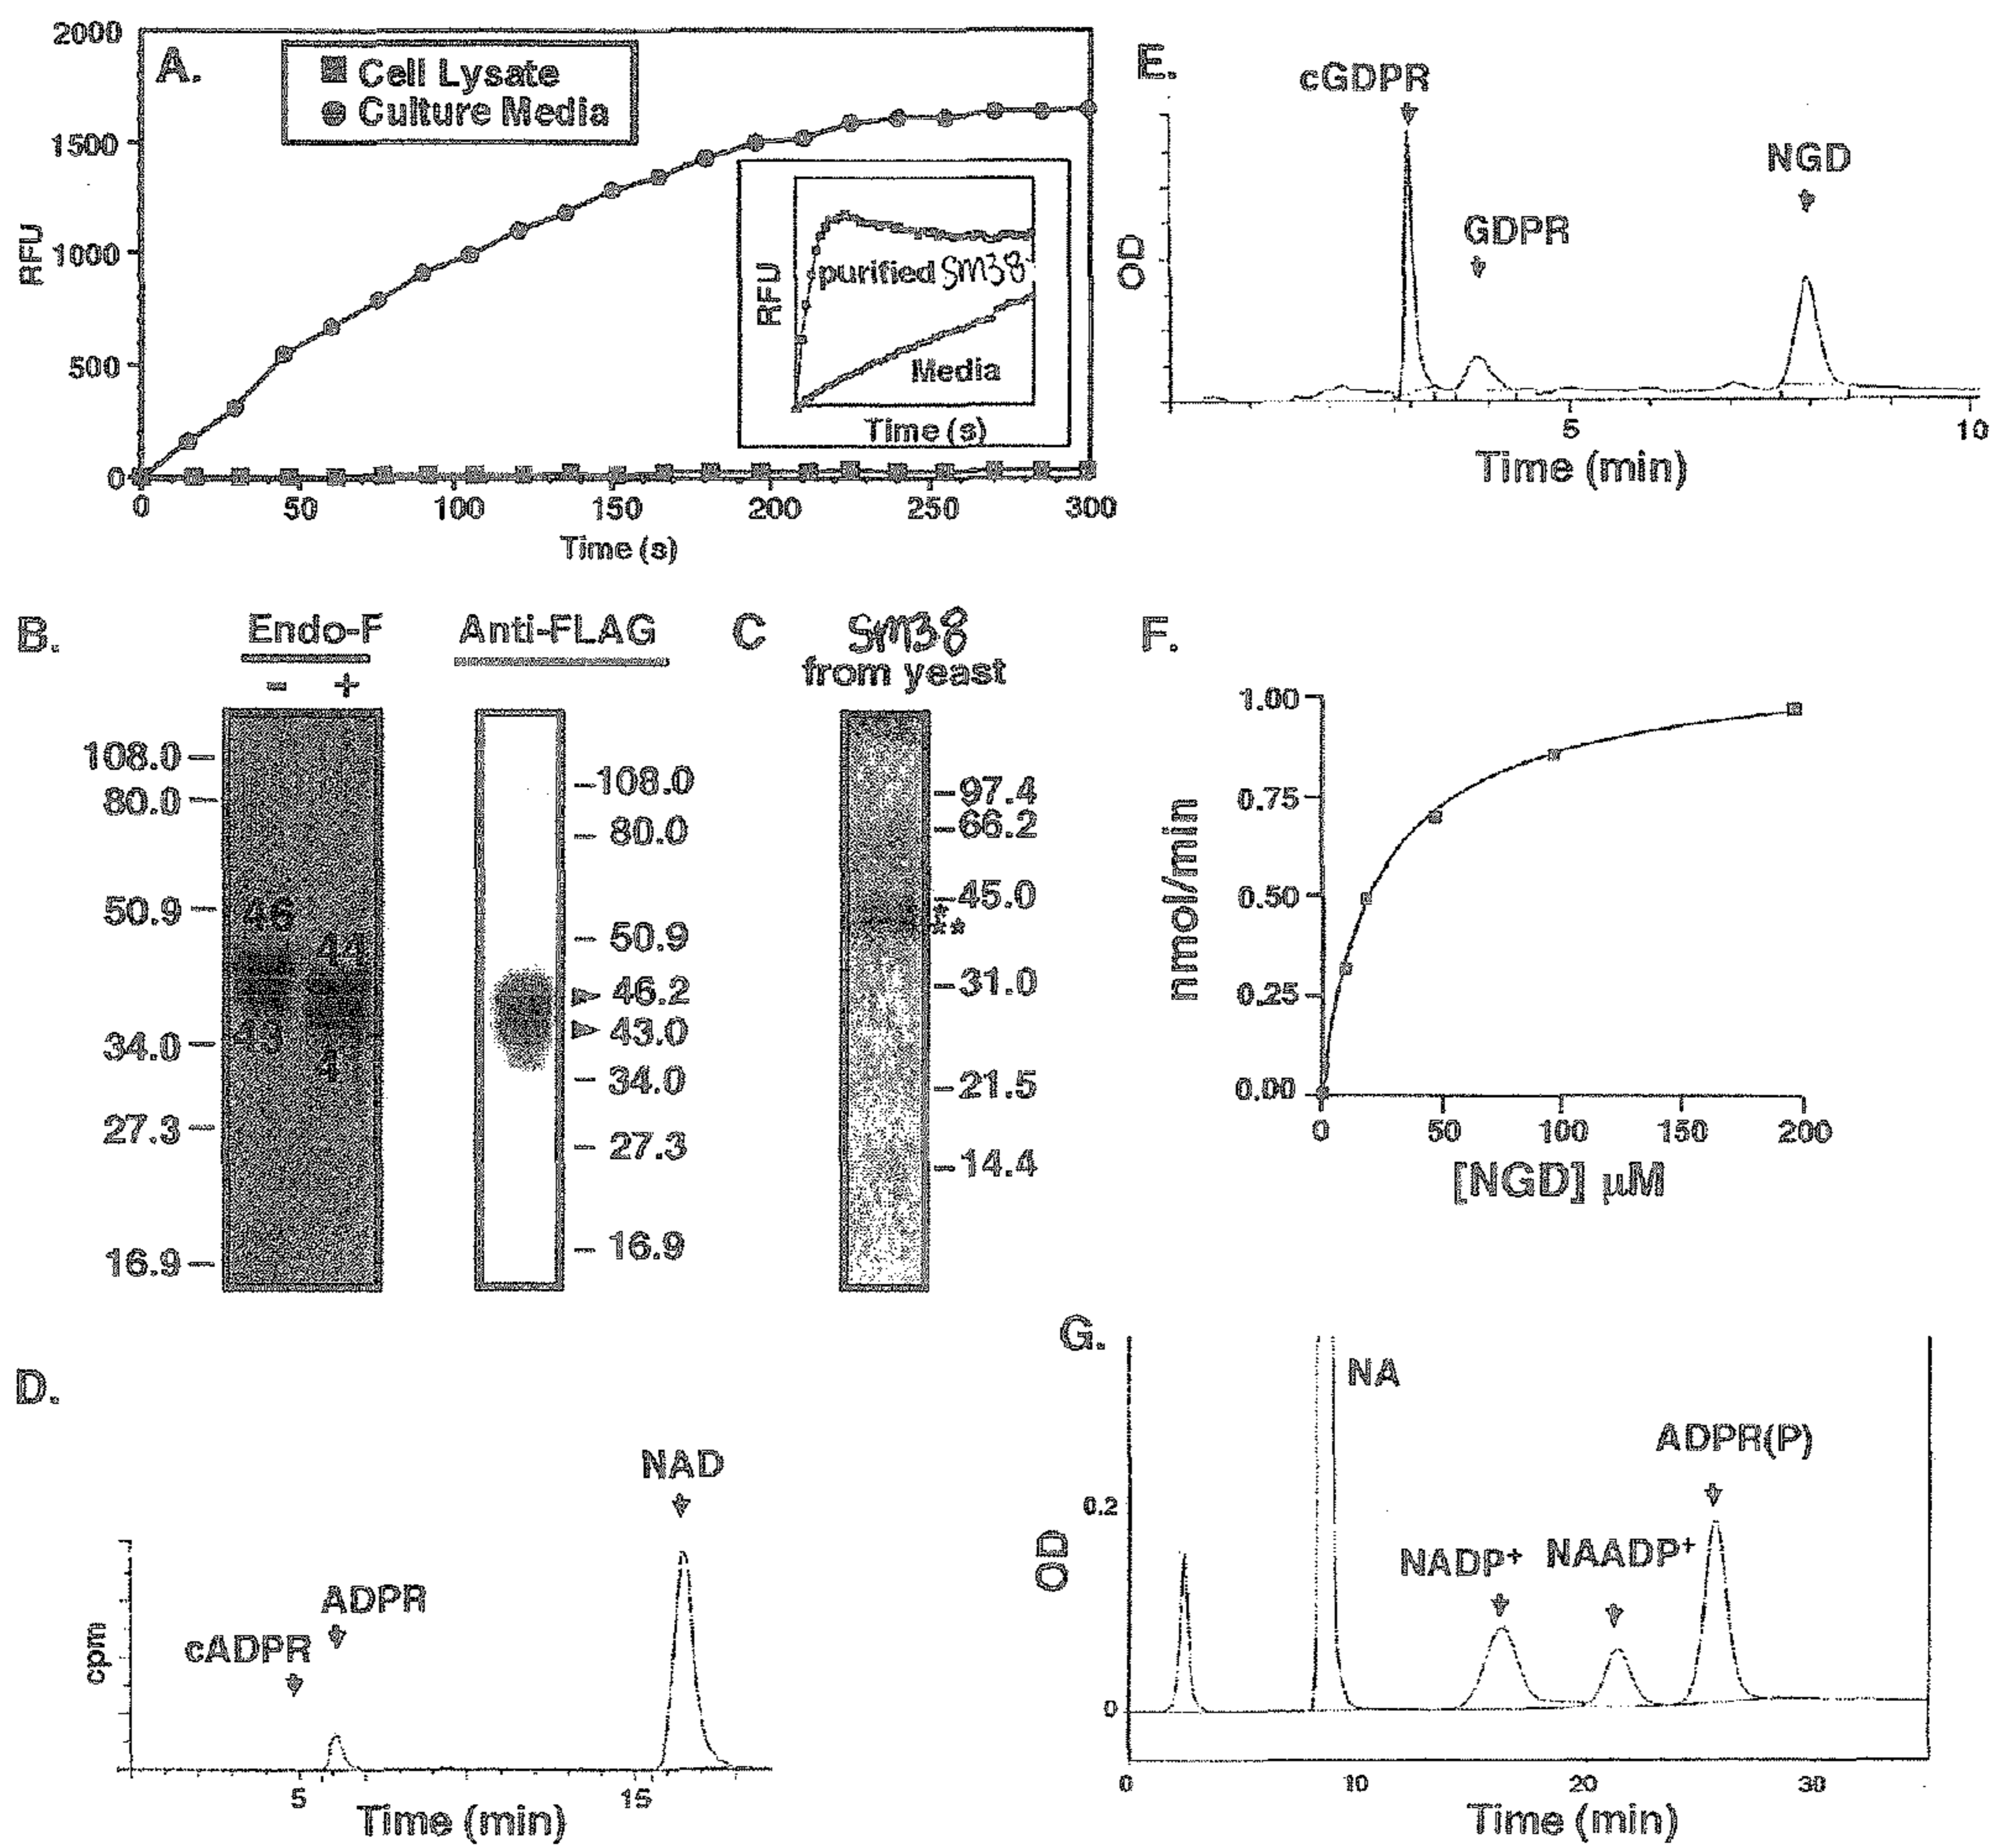 A.
2000
1500
1000
500
0
RFU
Cell Lysate
Culture Media
RFU
purified SM38
Media
Time (s)
0 50 100 150 200 250 300
Time (s)
E.
cGDPR
GDPR
NGD
OD
5 10
Time (min)
B.
Endo-F
- +
108.0
80.0
50.9
34.0
27.3
16.9
46
44
43
41
Anti-FLAG
108.0
80.0
50.9
46.2
43.0
34.0
27.3
16.9
C
SM38
from yeast
97.4
66.2
45.0
*
**
31.0
21.5
14.4
F.
1.00
0.75
0.50
0.25
0.00
nmol/min
0 50 100 150 200
[NGD] µM
D.
cpm
cADPR
ADPR
NAD
5 15
Time (min)
G.
OD
0.2
0
NA
NADP+
NAADP+
ADPR(P)
0 10 20 30
Time (min)